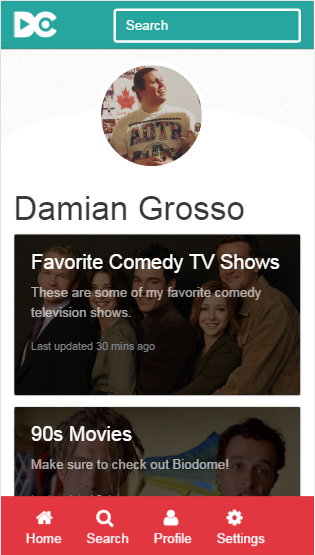 DC
Search
ADTR
Damian Grosso
Favorite Comedy TV Shows
These are some of my favorite comedy
television shows.
Last updated 30 mins ago
90s Movies
Make sure to check out Biodome!
Home
Search
Profile
Settings